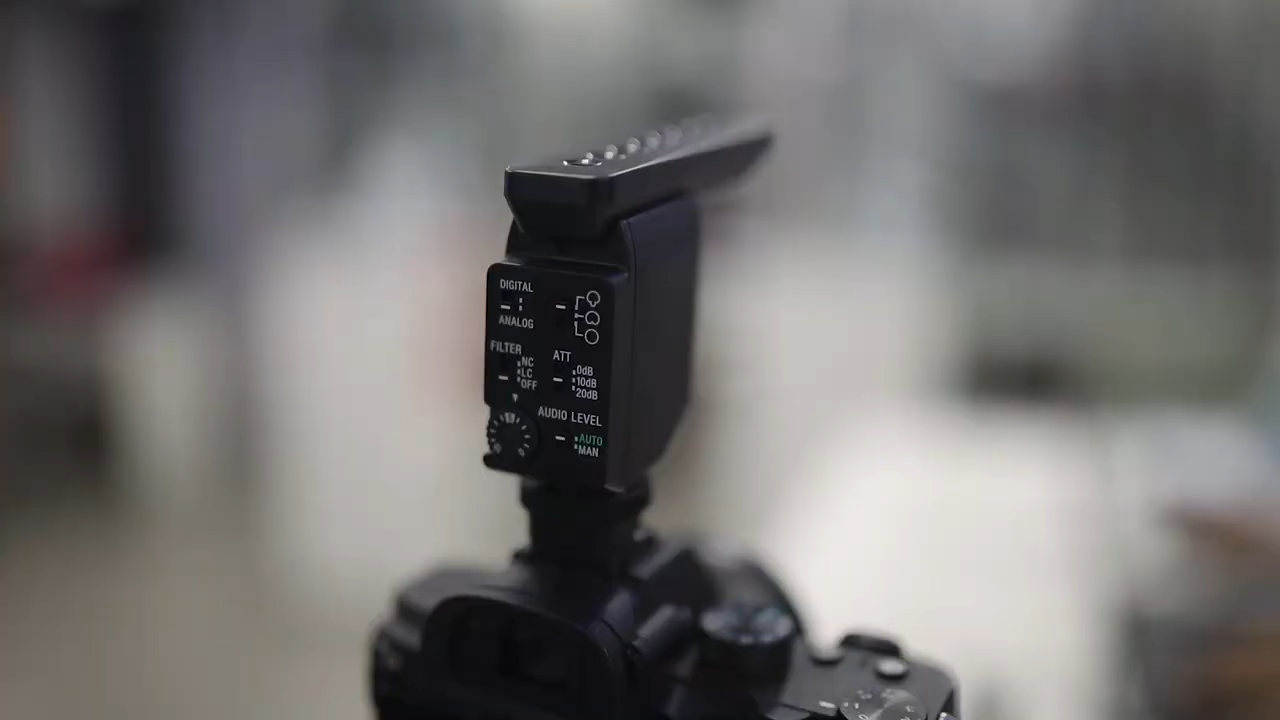 DIGITAL
ANALOG
FILTER
NC
LC
OFF
ATT
0dB
10dB
20dB
AUDIO LEVEL
AUTO
MAN